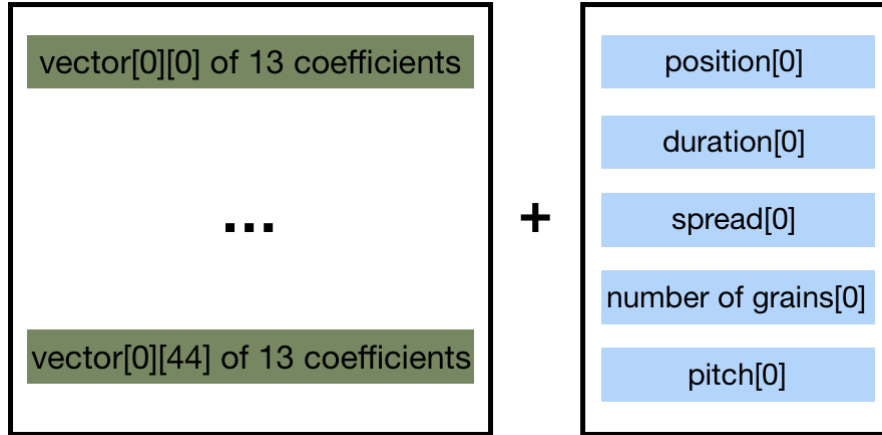 vector[0][0] of 13 coefficients
...
vector[0][44] of 13 coefficients
+
position[0]
duration[0]
spread[0]
number of grains[0]
pitch[0]